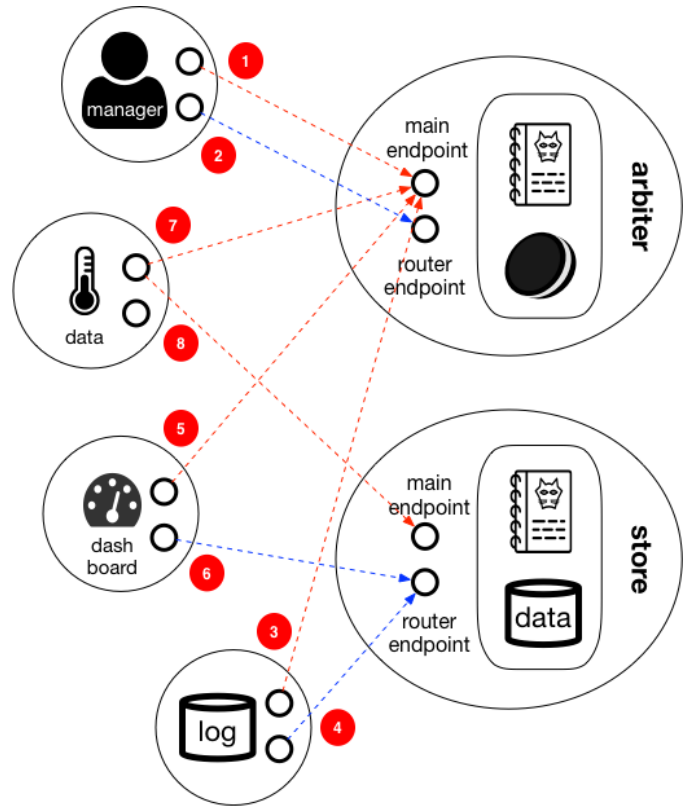 1
manager
2
main
endpoint
router
endpoint
arbiter
7
data
8
5
dash
board
6
main
endpoint
router
endpoint
data
store
3
log
4